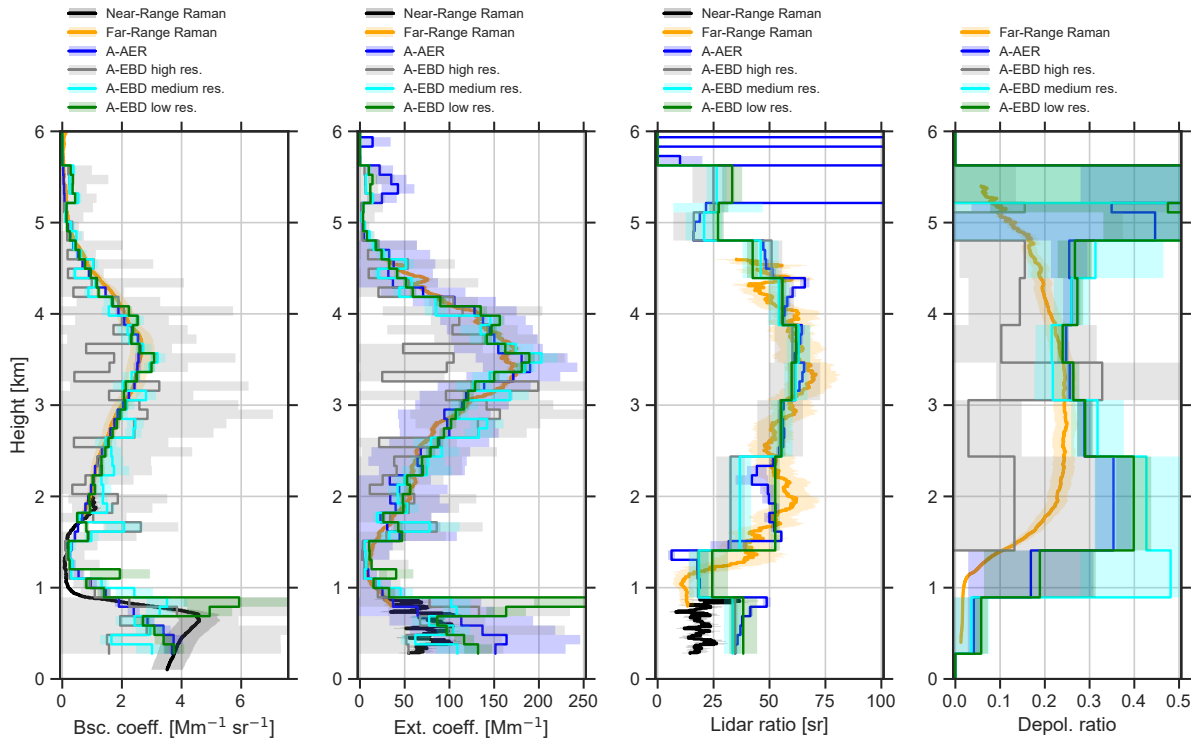 Near-Range Raman
Far-Range Raman
A-AER
A-EBD high res.
A-EBD medium res.
A-EBD low res.
Near-Range Raman
Far-Range Raman
A-AER
A-EBD high res.
A-EBD medium res.
A-EBD low res.
Near-Range Raman
Far-Range Raman
A-AER
A-EBD high res.
A-EBD medium res.
A-EBD low res.
Far-Range Raman
A-AER
A-EBD high res.
A-EBD medium res.
A-EBD low res.
Height [km]
6
5
4
3
2
1
0
0 2 4 6
Bsc. coeff. [Mm⁻¹ sr⁻¹]
6
5
4
3
2
1
0
0 50 100 150 200 250
Ext. coeff. [Mm⁻¹]
6
5
4
3
2
1
0
0 25 50 75 100
Lidar ratio [sr]
6
5
4
3
2
1
0
0.0 0.1 0.2 0.3 0.4 0.5
Depol. ratio